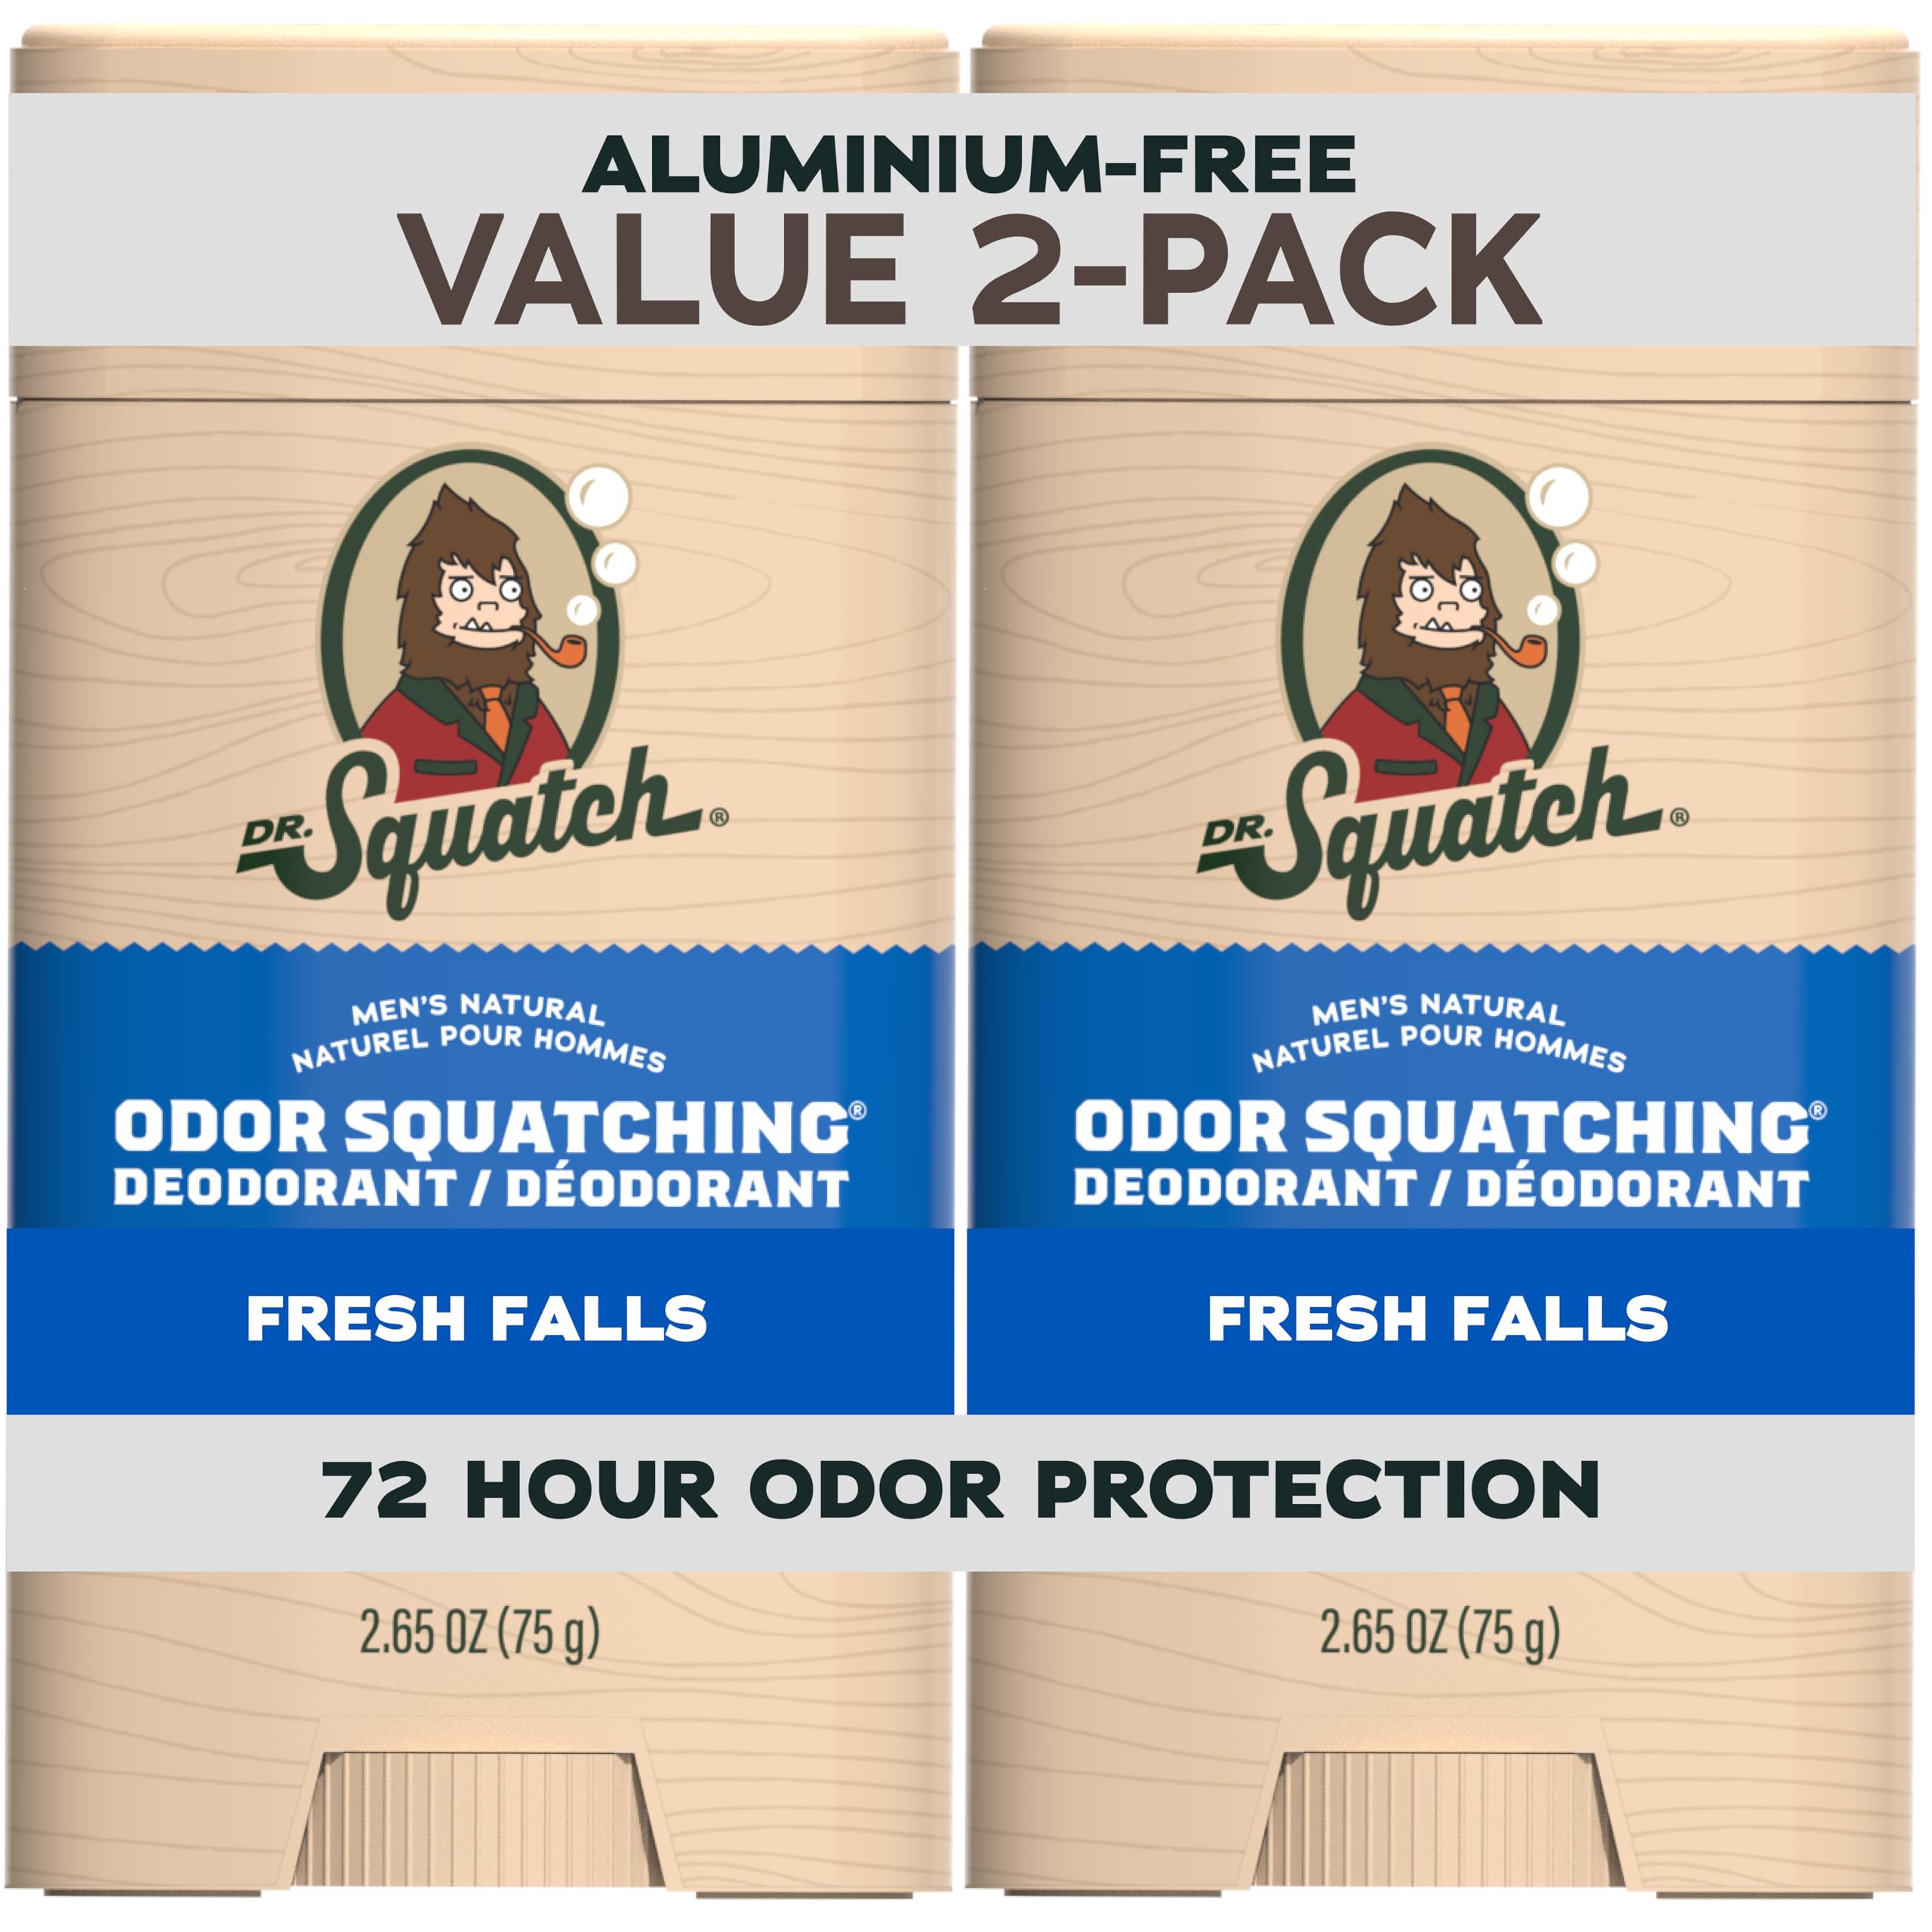 ALUMINIUM-FREE
VALUE 2-PACK
DR. Squatch®
MEN'S NATURAL
NATUREL POUR HOMMES
ODOR SQUATCHING®
DEODORANT / DÉODORANT
FRESH FALLS
DR. Squatch®
MEN'S NATURAL
NATUREL POUR HOMMES
ODOR SQUATCHING®
DEODORANT / DÉODORANT
FRESH FALLS
72 HOUR ODOR PROTECTION
2.65 OZ (75 g)
2.65 OZ (75 g)